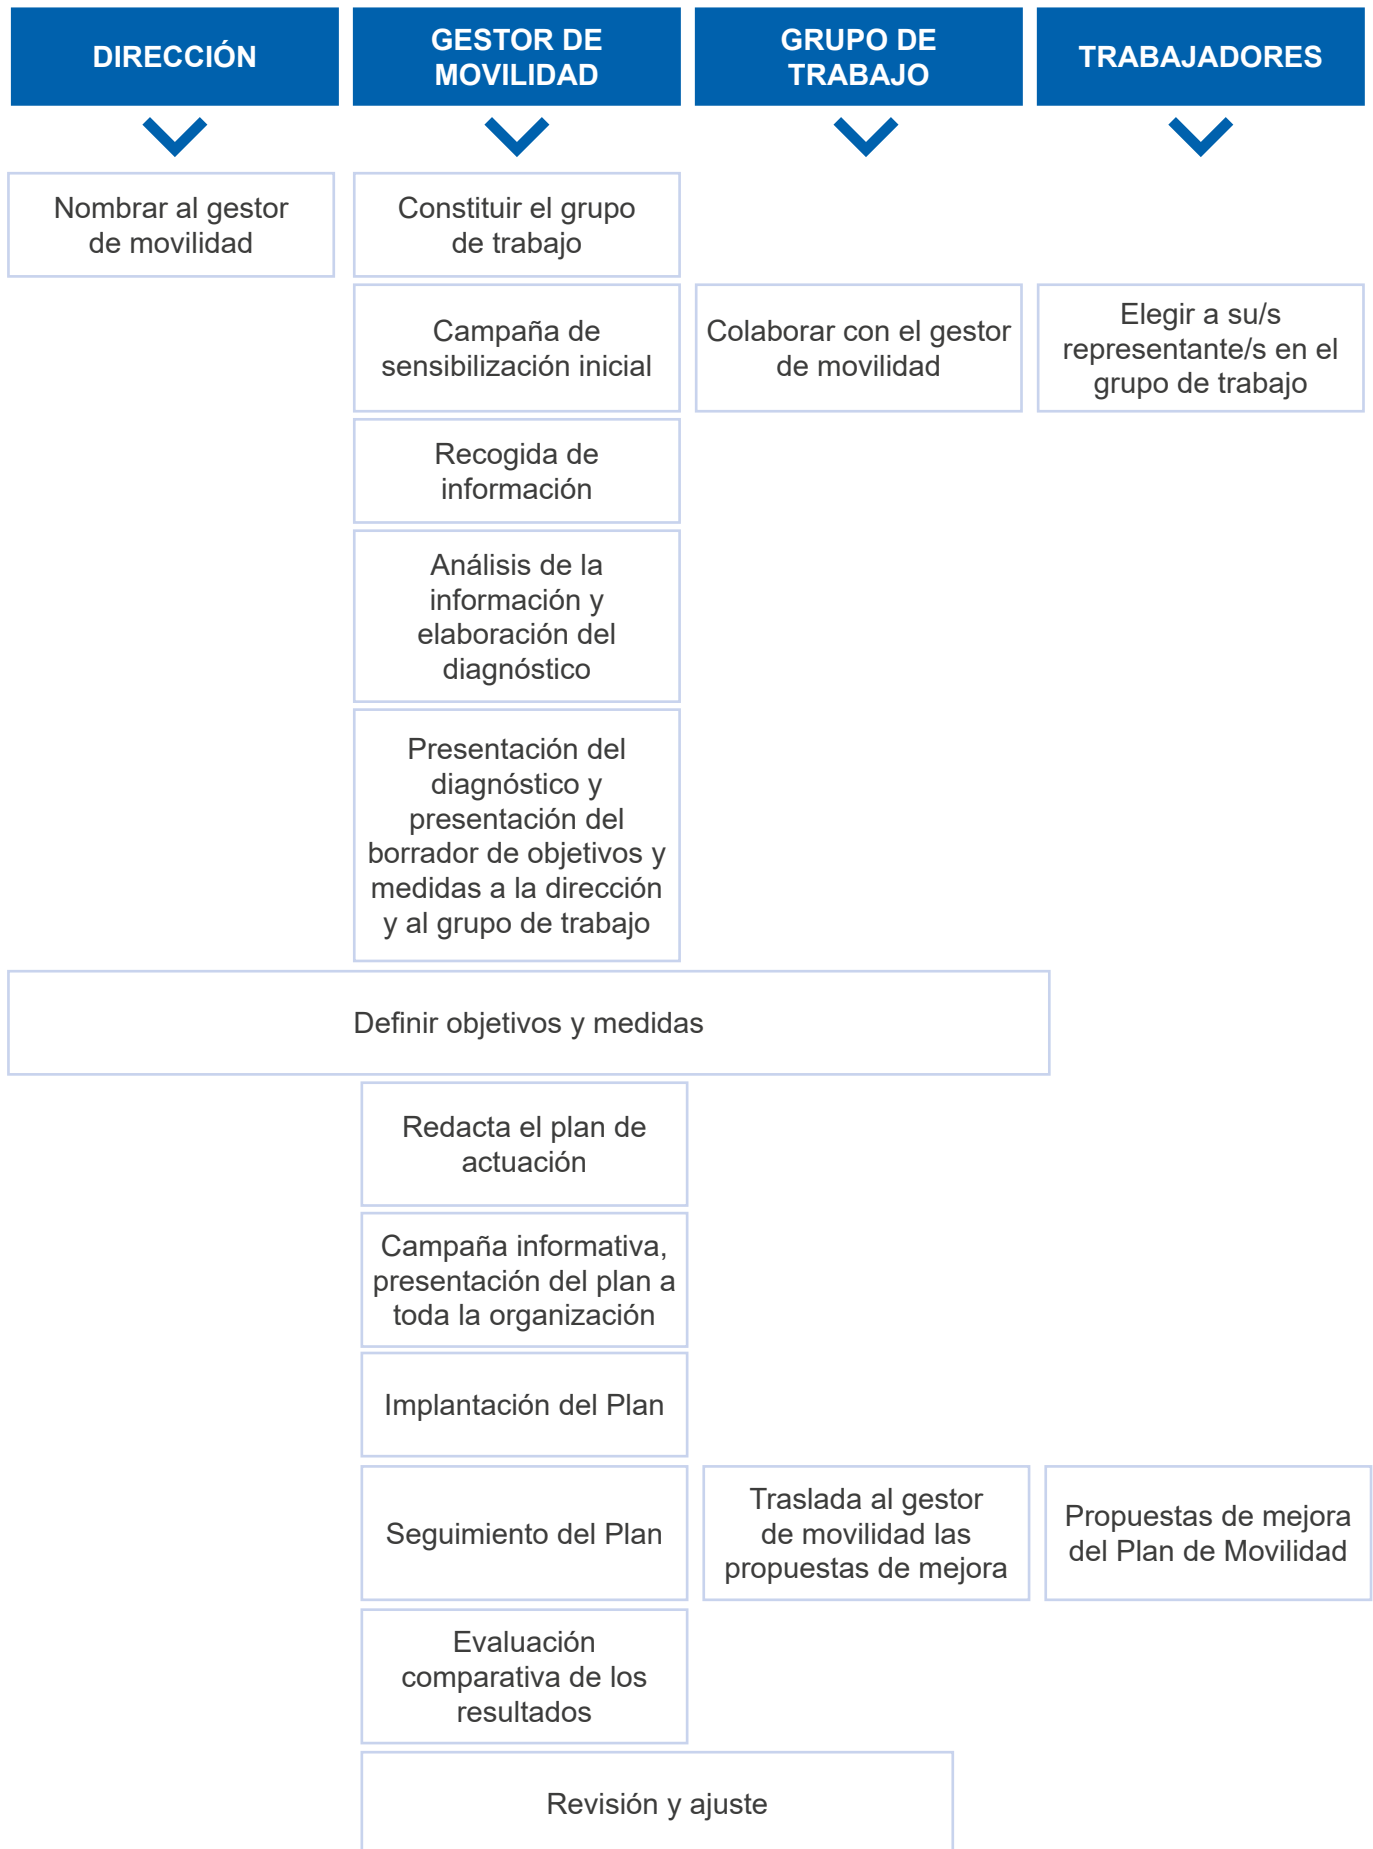 DIRECCIÓN
GESTOR DE
MOVILIDAD
GRUPO DE
TRABAJO
TRABAJADORES
Nombrar al gestor
de movilidad
Constituir el grupo
de trabajo
Campaña de
sensibilización inicial
Colaborar con el gestor
de movilidad
Elegir a su/s
representante/s en el
grupo de trabajo
Recogida de
información
Análisis de la
información y
elaboración del
diagnóstico
Presentación del
diagnóstico y
presentación del
borrador de objetivos y
medidas a la dirección
y al grupo de trabajo
Definir objetivos y medidas
Redacta el plan de
actuación
Campaña informativa,
presentación del plan a
toda la organización
Implantación del Plan
Seguimiento del Plan
Traslada al gestor
de movilidad las
propuestas de mejora
Propuestas de mejora
del Plan de Movilidad
Evaluación
comparativa de los
resultados
Revisión y ajuste